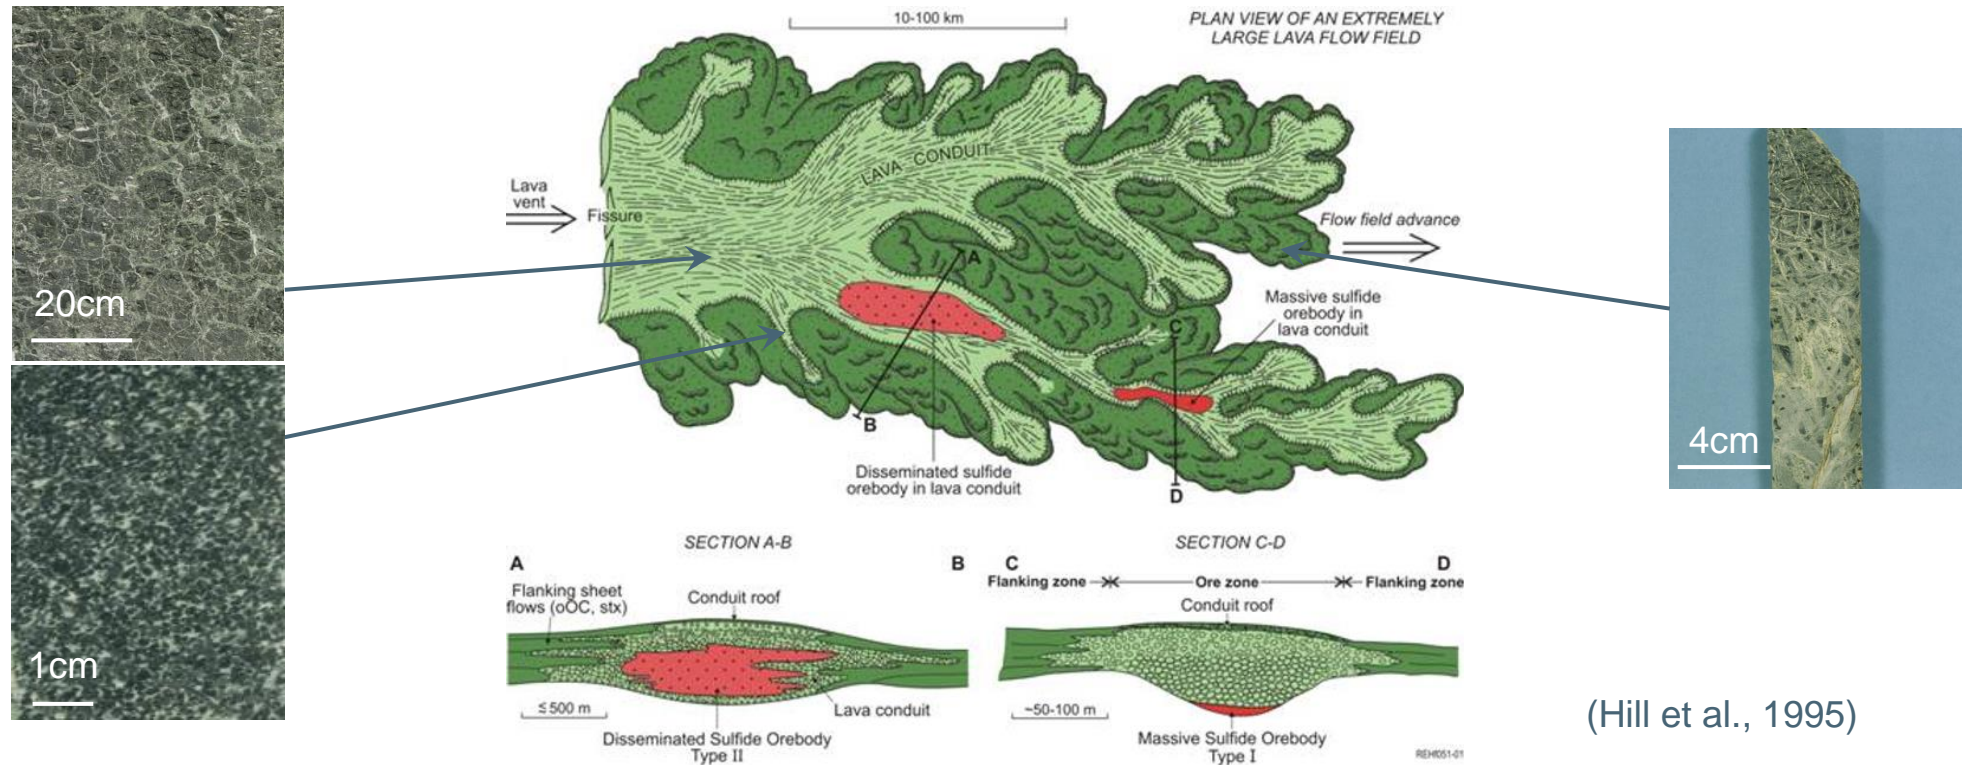 10-100 km
PLAN VIEW OF AN EXTREMELY
LARGE LAVA FLOW FIELD
LAVA CONDUIT
Lava
vent
Fissure
Flow field advance
20cm
A
Massive sulfide
orebody in
lava conduit
C
B
4cm
Disseminated sulfide
orebody in lava conduit
D
1cm
SECTION A-B
A
B
Flanking sheet
flows (oOC, stx)
Conduit roof
≤500 m
Lava conduit
Disseminated Sulfide Orebody
Type II
SECTION C-D
C
D
Flanking zone
Ore zone
Flanking zone
Conduit roof
~50-100 m
Massive Sulfide Orebody
Type I
REHf051-01
(Hill et al., 1995)